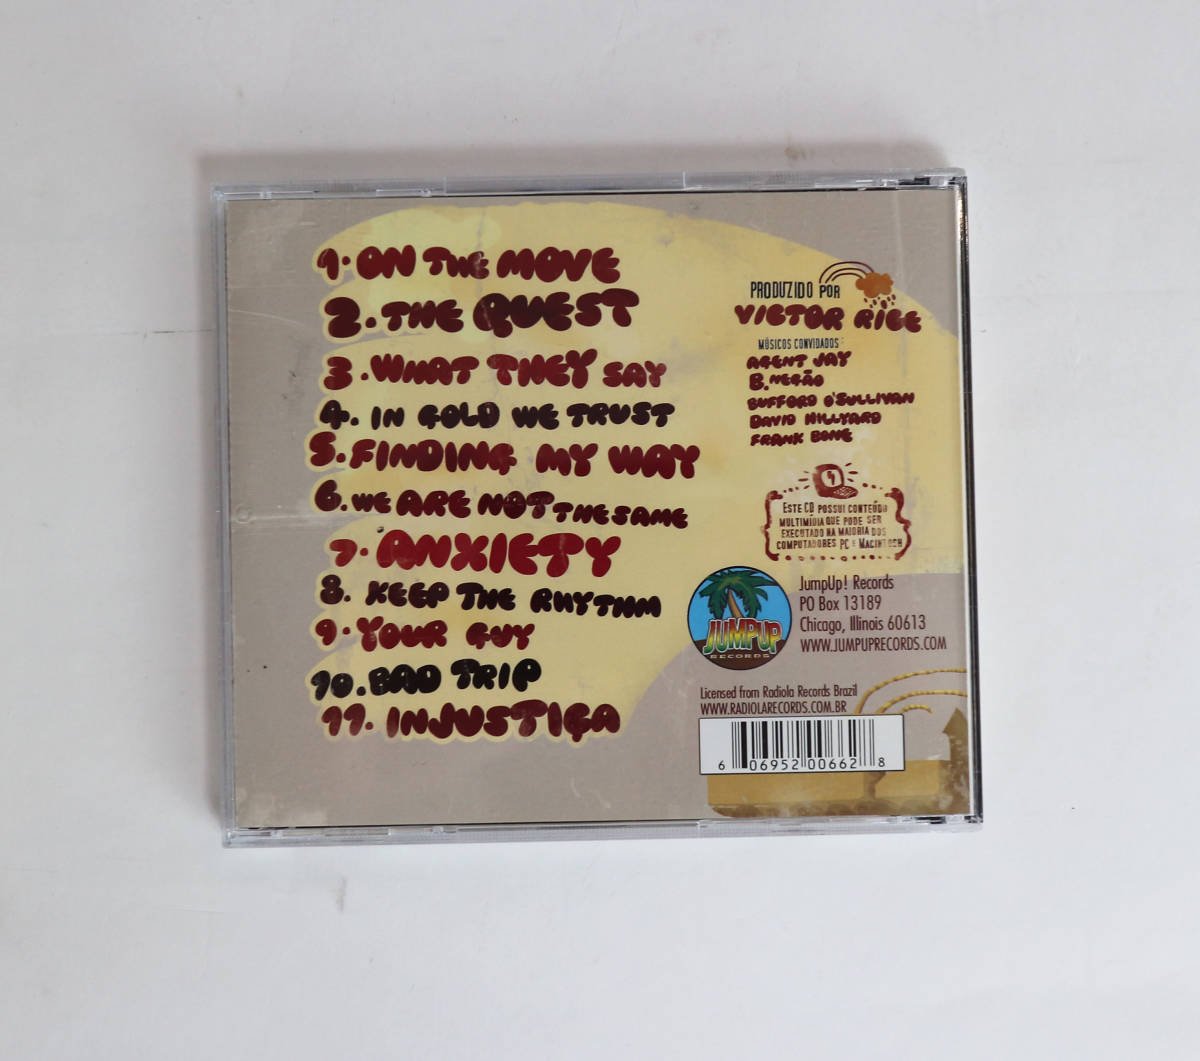 1. ON THE MOVE
2. THE QUEST
3. WHAT THEY SAY
4. IN GOLD WE TRUST
5. FINDING MY WAY
6. WE ARE NOT THE SAME
7. ANXIETY
8. KEEP THE RHYTHM
9. YOUR GUY
10. BAD TRIP
11. INJUSTIÇA
PRODUZIDO POR
VICTOR RICE
MÚSICOS CONVIDADOS:
AGENT JAY
B. NEGÃO
BUFFORD O'SULLIVAN
DAVID HILLYARD
FRANK BONE
ESTE CD POSSUI CONTEÚDO
MULTIMÍDIA QUE PODE SER
EXECUTADO NA MAIORIA DOS
COMPUTADORES PC E MACINTOSH
JUMPUP
RECORDS
JumpUp! Records
PO Box 13189
Chicago, Illinois 60613
WWW.JUMPUPRECORDS.COM
Licensed from Radiola Records Brazil
WWW.RADIOLARECORDS.COM.BR
6 06952 00662 8